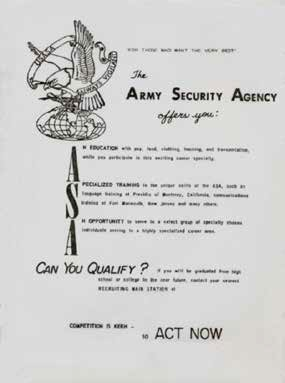 "FOR THOSE WHO WANT THE VERY BEST"
The
ARMY SECURITY AGENCY
offers you:
AN EDUCATION with pay, food, clothing, housing, and transportation,
while you participate in this exciting career specialty.
SPECIALIZED TRAINING in the unique skills of the ASA, such as
language training at Presidio of Monterey, California, communications
training at Fort Monmouth, New Jersey and many others.
AN OPPORTUNITY to serve in a select group of specially chosen
individuals serving in a highly specialized career area.
CAN YOU QUALIFY? If you will be graduated from high
school or college in the near future, contact your nearest
RECRUITING MAIN STATION at
COMPETITION IS KEEN -
so ACT NOW